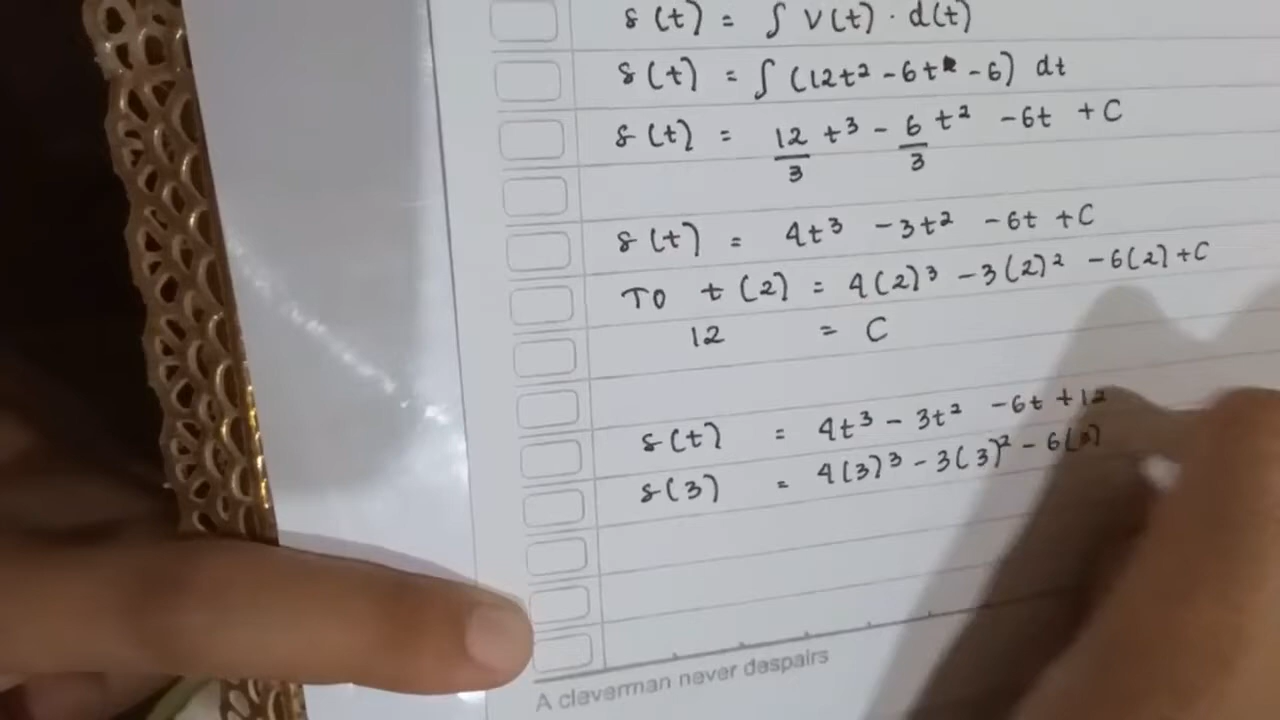 s(t) = ∫ v(t) . d(t)
s(t) = ∫ (12t² - 6t - 6) dt
s(t) = 12/3 t³ - 6/3 t² - 6t + C
s(t) = 4t³ - 3t² - 6t + C
TO t(2) = 4(2)³ - 3(2)² - 6(2) + C
12 = C
s(t) = 4t³ - 3t² - 6t + 12
s(3) = 4(3)³ - 3(3)² - 6(3)
A cleverman never despairs